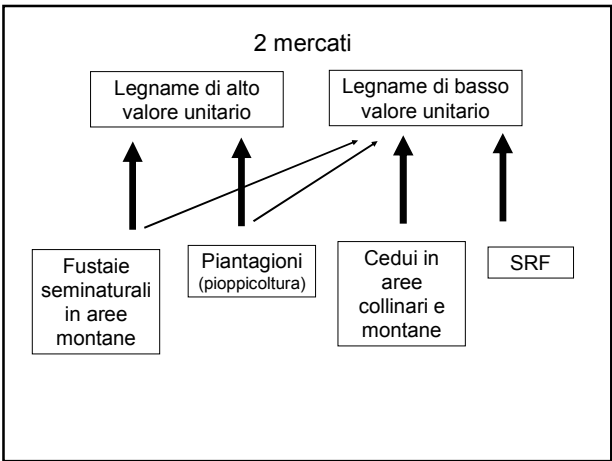 2 mercati
Legname di alto
valore unitario
Legname di basso
valore unitario
Fustaie
seminaturali
in aree
montane
Piantagioni
(pioppicoltura)
Cedui in
aree
collinari e
montane
SRF